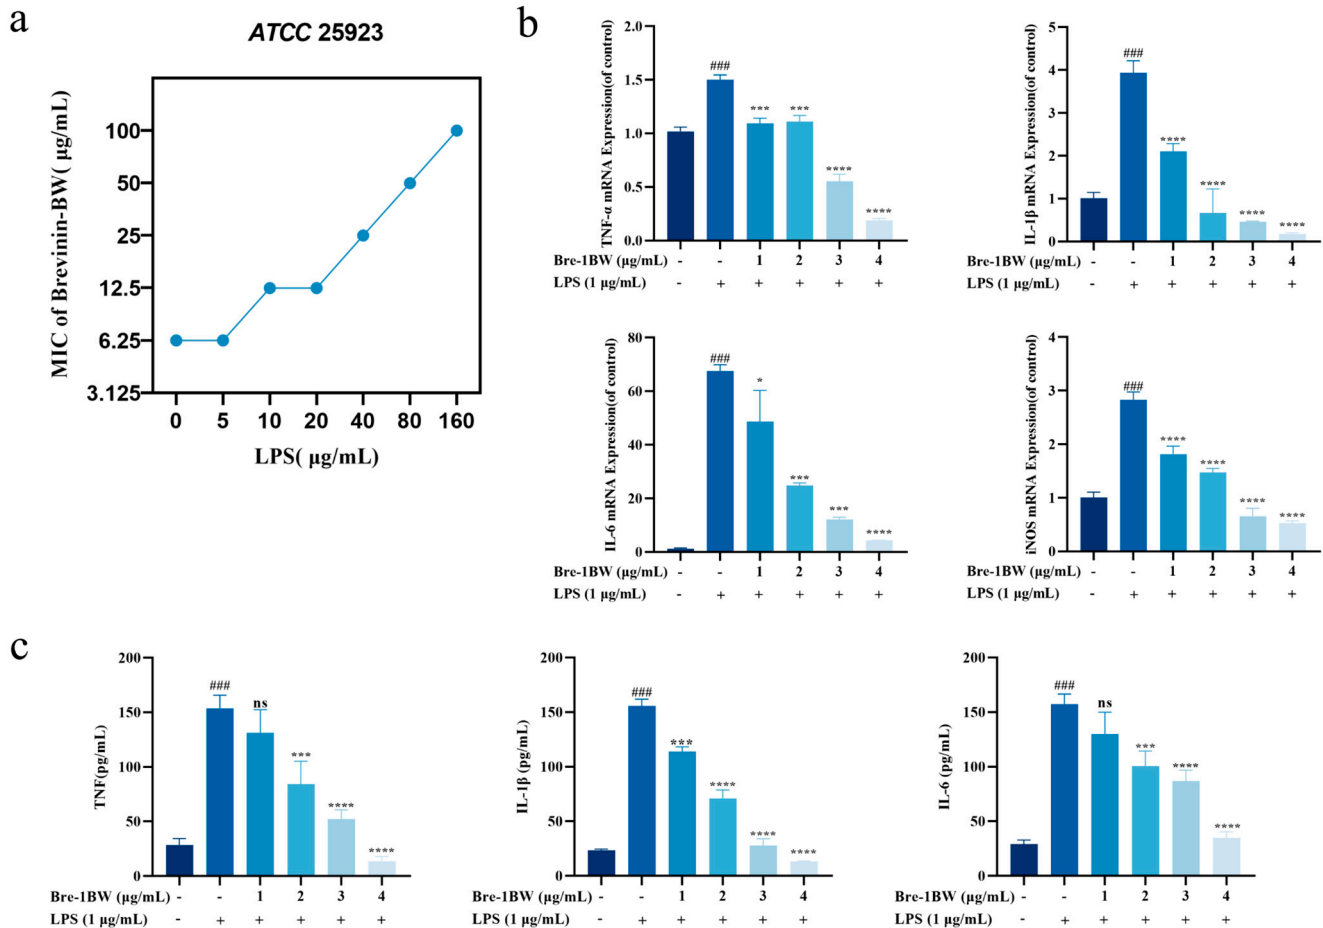 a
ATCC 25923
MIC of Brevinin-BW( μg/mL)
100
50
25
12.5
6.25
3.125
0 5 10 20 40 80 160
LPS( μg/mL)
b
TNF-α mRNA Expression(of control)
2.0
1.5
1.0
0.5
0.0
### *** *** **** ****
Bre-1BW (μg/mL) - - 1 2 3 4
LPS (1 μg/mL) - + + + + +
IL-1β mRNA Expression(of control)
5
4
3
2
1
0
### **** **** **** ****
Bre-1BW (μg/mL) - - 1 2 3 4
LPS (1 μg/mL) - + + + + +
IL-6 mRNA Expression(of control)
80
60
40
20
0
### * *** *** ****
Bre-1BW (μg/mL) - - 1 2 3 4
LPS (1 μg/mL) - + + + + +
iNOS mRNA Expression(of control)
4
3
2
1
0
### **** **** **** ****
Bre-1BW (μg/mL) - - 1 2 3 4
LPS (1 μg/mL) - + + + + +
c
TNF(pg/mL)
200
150
100
50
0
### ns *** **** ****
Bre-1BW (μg/mL) - - 1 2 3 4
LPS (1 μg/mL) - + + + + +
IL-1β (pg/mL)
200
150
100
50
0
### *** **** **** ****
Bre-1BW (μg/mL) - - 1 2 3 4
LPS (1 μg/mL) - + + + + +
IL-6 (pg/mL)
200
150
100
50
0
### ns *** **** ****
Bre-1BW (μg/mL) - - 1 2 3 4
LPS (1 μg/mL) - + + + + +